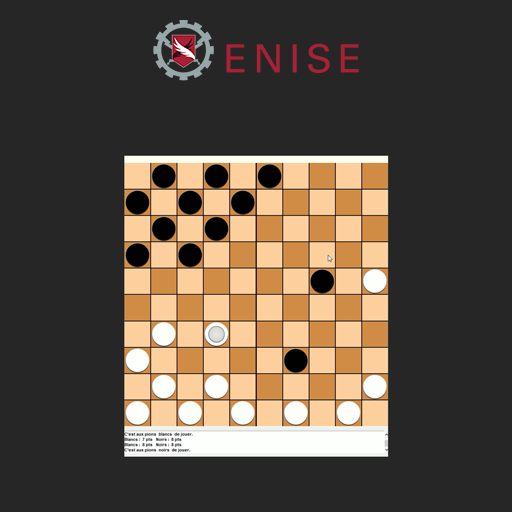 ENISE
C'est aux pions blancs de jouer.
Blancs : 7 pts Noirs : 8 pts
Blancs : 8 pts Noirs : 8 pts
C'est aux pions noirs de jouer.